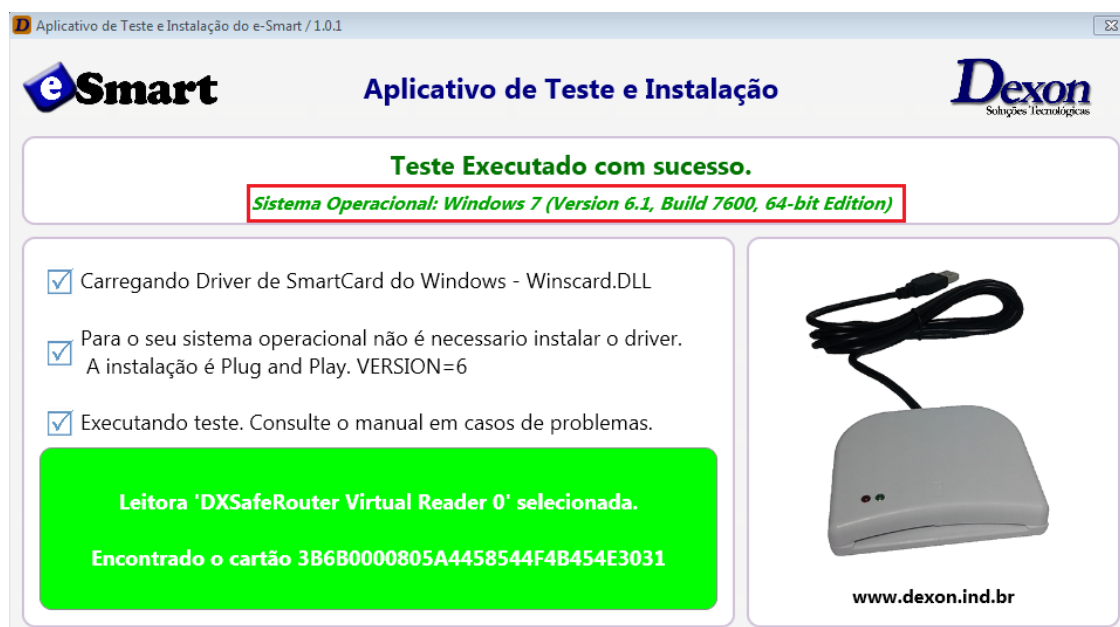 D Aplicativo de Teste e Instalação do e-Smart / 1.0.1
eSmart
Aplicativo de Teste e Instalação
Dexon
Soluções Tecnológicas
Teste Executado com sucesso.
Sistema Operacional: Windows 7 (Version 6.1, Build 7600, 64-bit Edition)
Carregando Driver de SmartCard do Windows - Winscard.DLL
Para o seu sistema operacional não é necessario instalar o driver.
A instalação é Plug and Play. VERSION=6
Executando teste. Consulte o manual em casos de problemas.
Leitora 'DXSafeRouter Virtual Reader 0' selecionada.
Encontrado o cartão 3B6B0000805A4458544F4B454E3031
www.dexon.ind.br